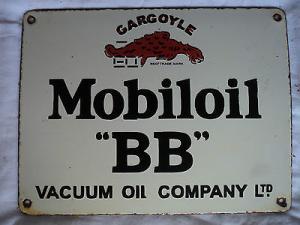 GARGOYLE
Mobiloil
"BB"
VACUUM OIL COMPANY LTD